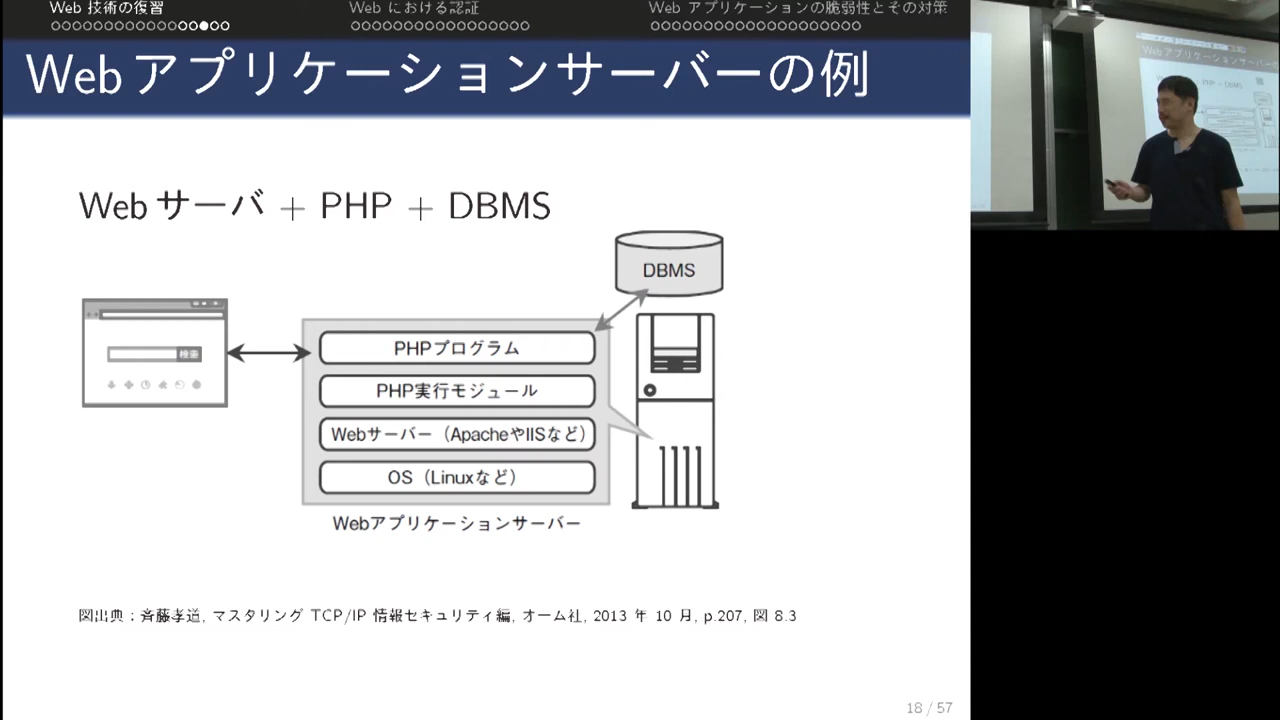 Web 技術の復習
Web における認証
Web アプリケーションの脆弱性とその対策
Webアプリケーションサーバーの例
Web サーバ + PHP + DBMS
DBMS
検索
PHPプログラム
PHP実行モジュール
Webサーバー（ApacheやIISなど）
OS（Linuxなど）
Webアプリケーションサーバー
図出典：斉藤孝道, マスタリング TCP/IP 情報セキュリティ編, オーム社, 2013 年 10 月, p.207, 図 8.3
18 / 57